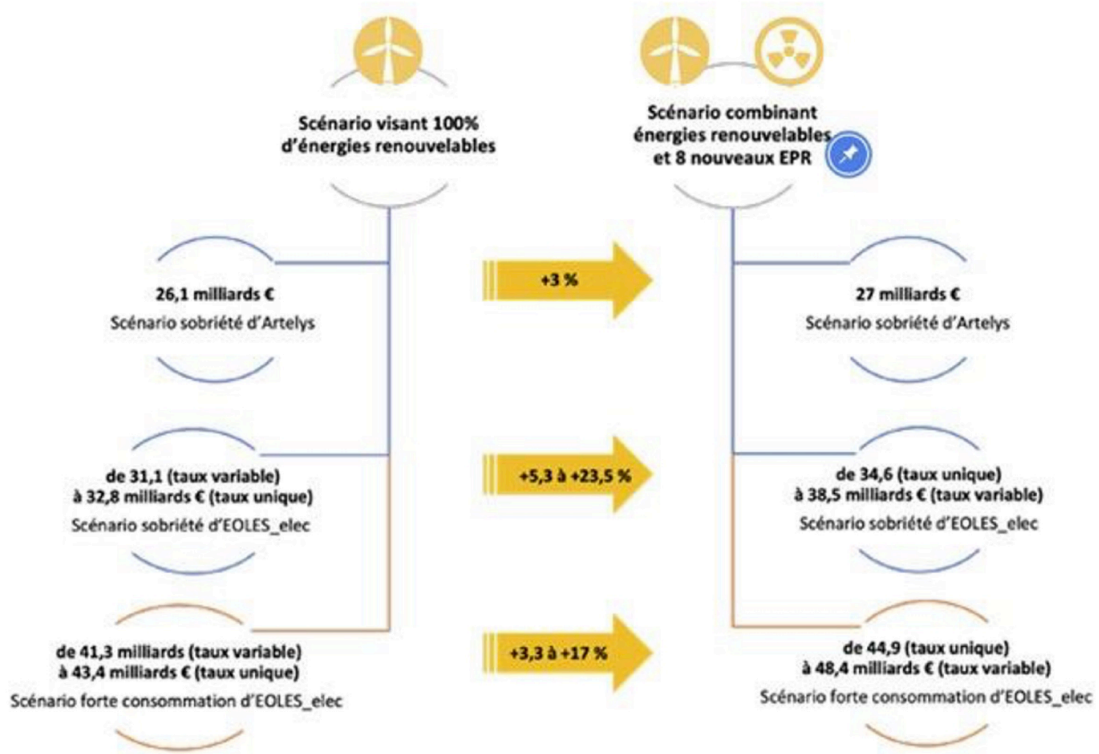 Scénario visant 100%
d'énergies renouvelables
Scénario combinant
énergies renouvelables
et 8 nouveaux EPR
26,1 milliards €
Scénario sobriété d'Artelys
+3 %
27 milliards €
Scénario sobriété d'Artelys
de 31,1 (taux variable)
à 32,8 milliards € (taux unique)
Scénario sobriété d'EOLES_elec
+5,3 à +23,5 %
de 34,6 (taux unique)
à 38,5 milliards € (taux variable)
Scénario sobriété d'EOLES_elec
de 41,3 milliards (taux variable)
à 43,4 milliards € (taux unique)
Scénario forte consommation d'EOLES_elec
+3,3 à +17 %
de 44,9 (taux unique)
à 48,4 milliards € (taux variable)
Scénario forte consommation d'EOLES_elec